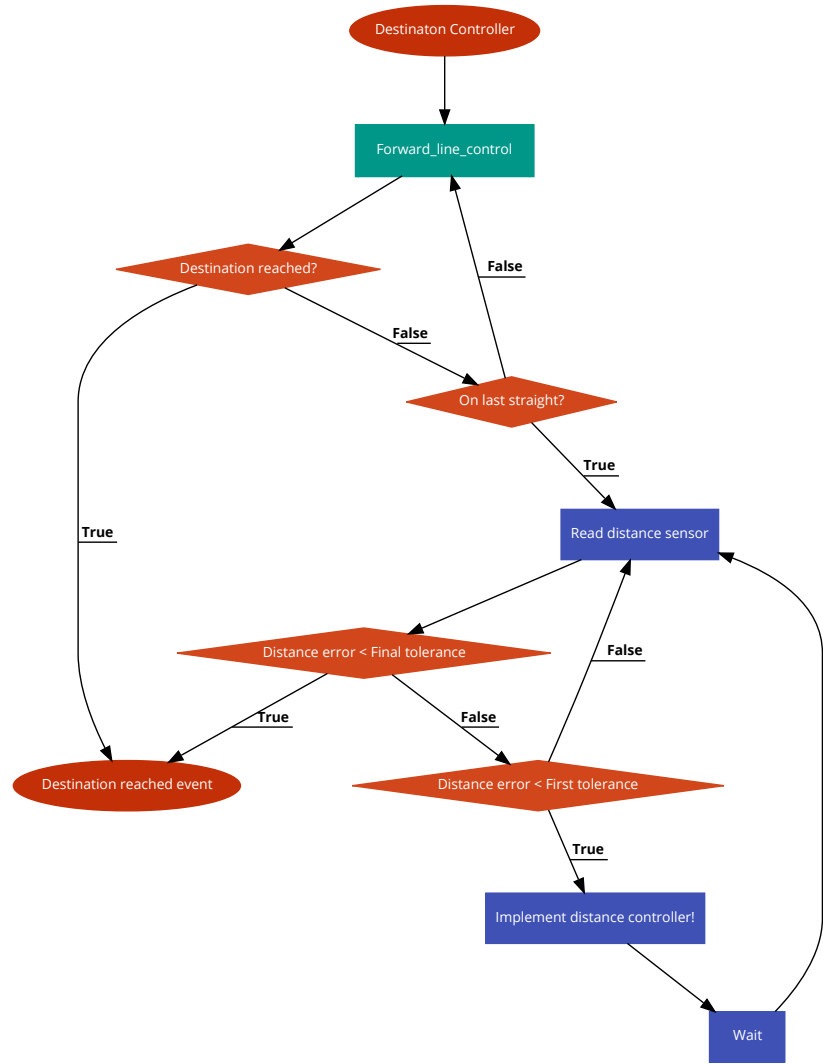 Destinaton Controller
Forward_line_control
Destination reached?
False
False
On last straight?
True
Read distance sensor
True
Distance error < Final tolerance
False
True
False
Destination reached event
Distance error < First tolerance
True
Implement distance controller!
Wait